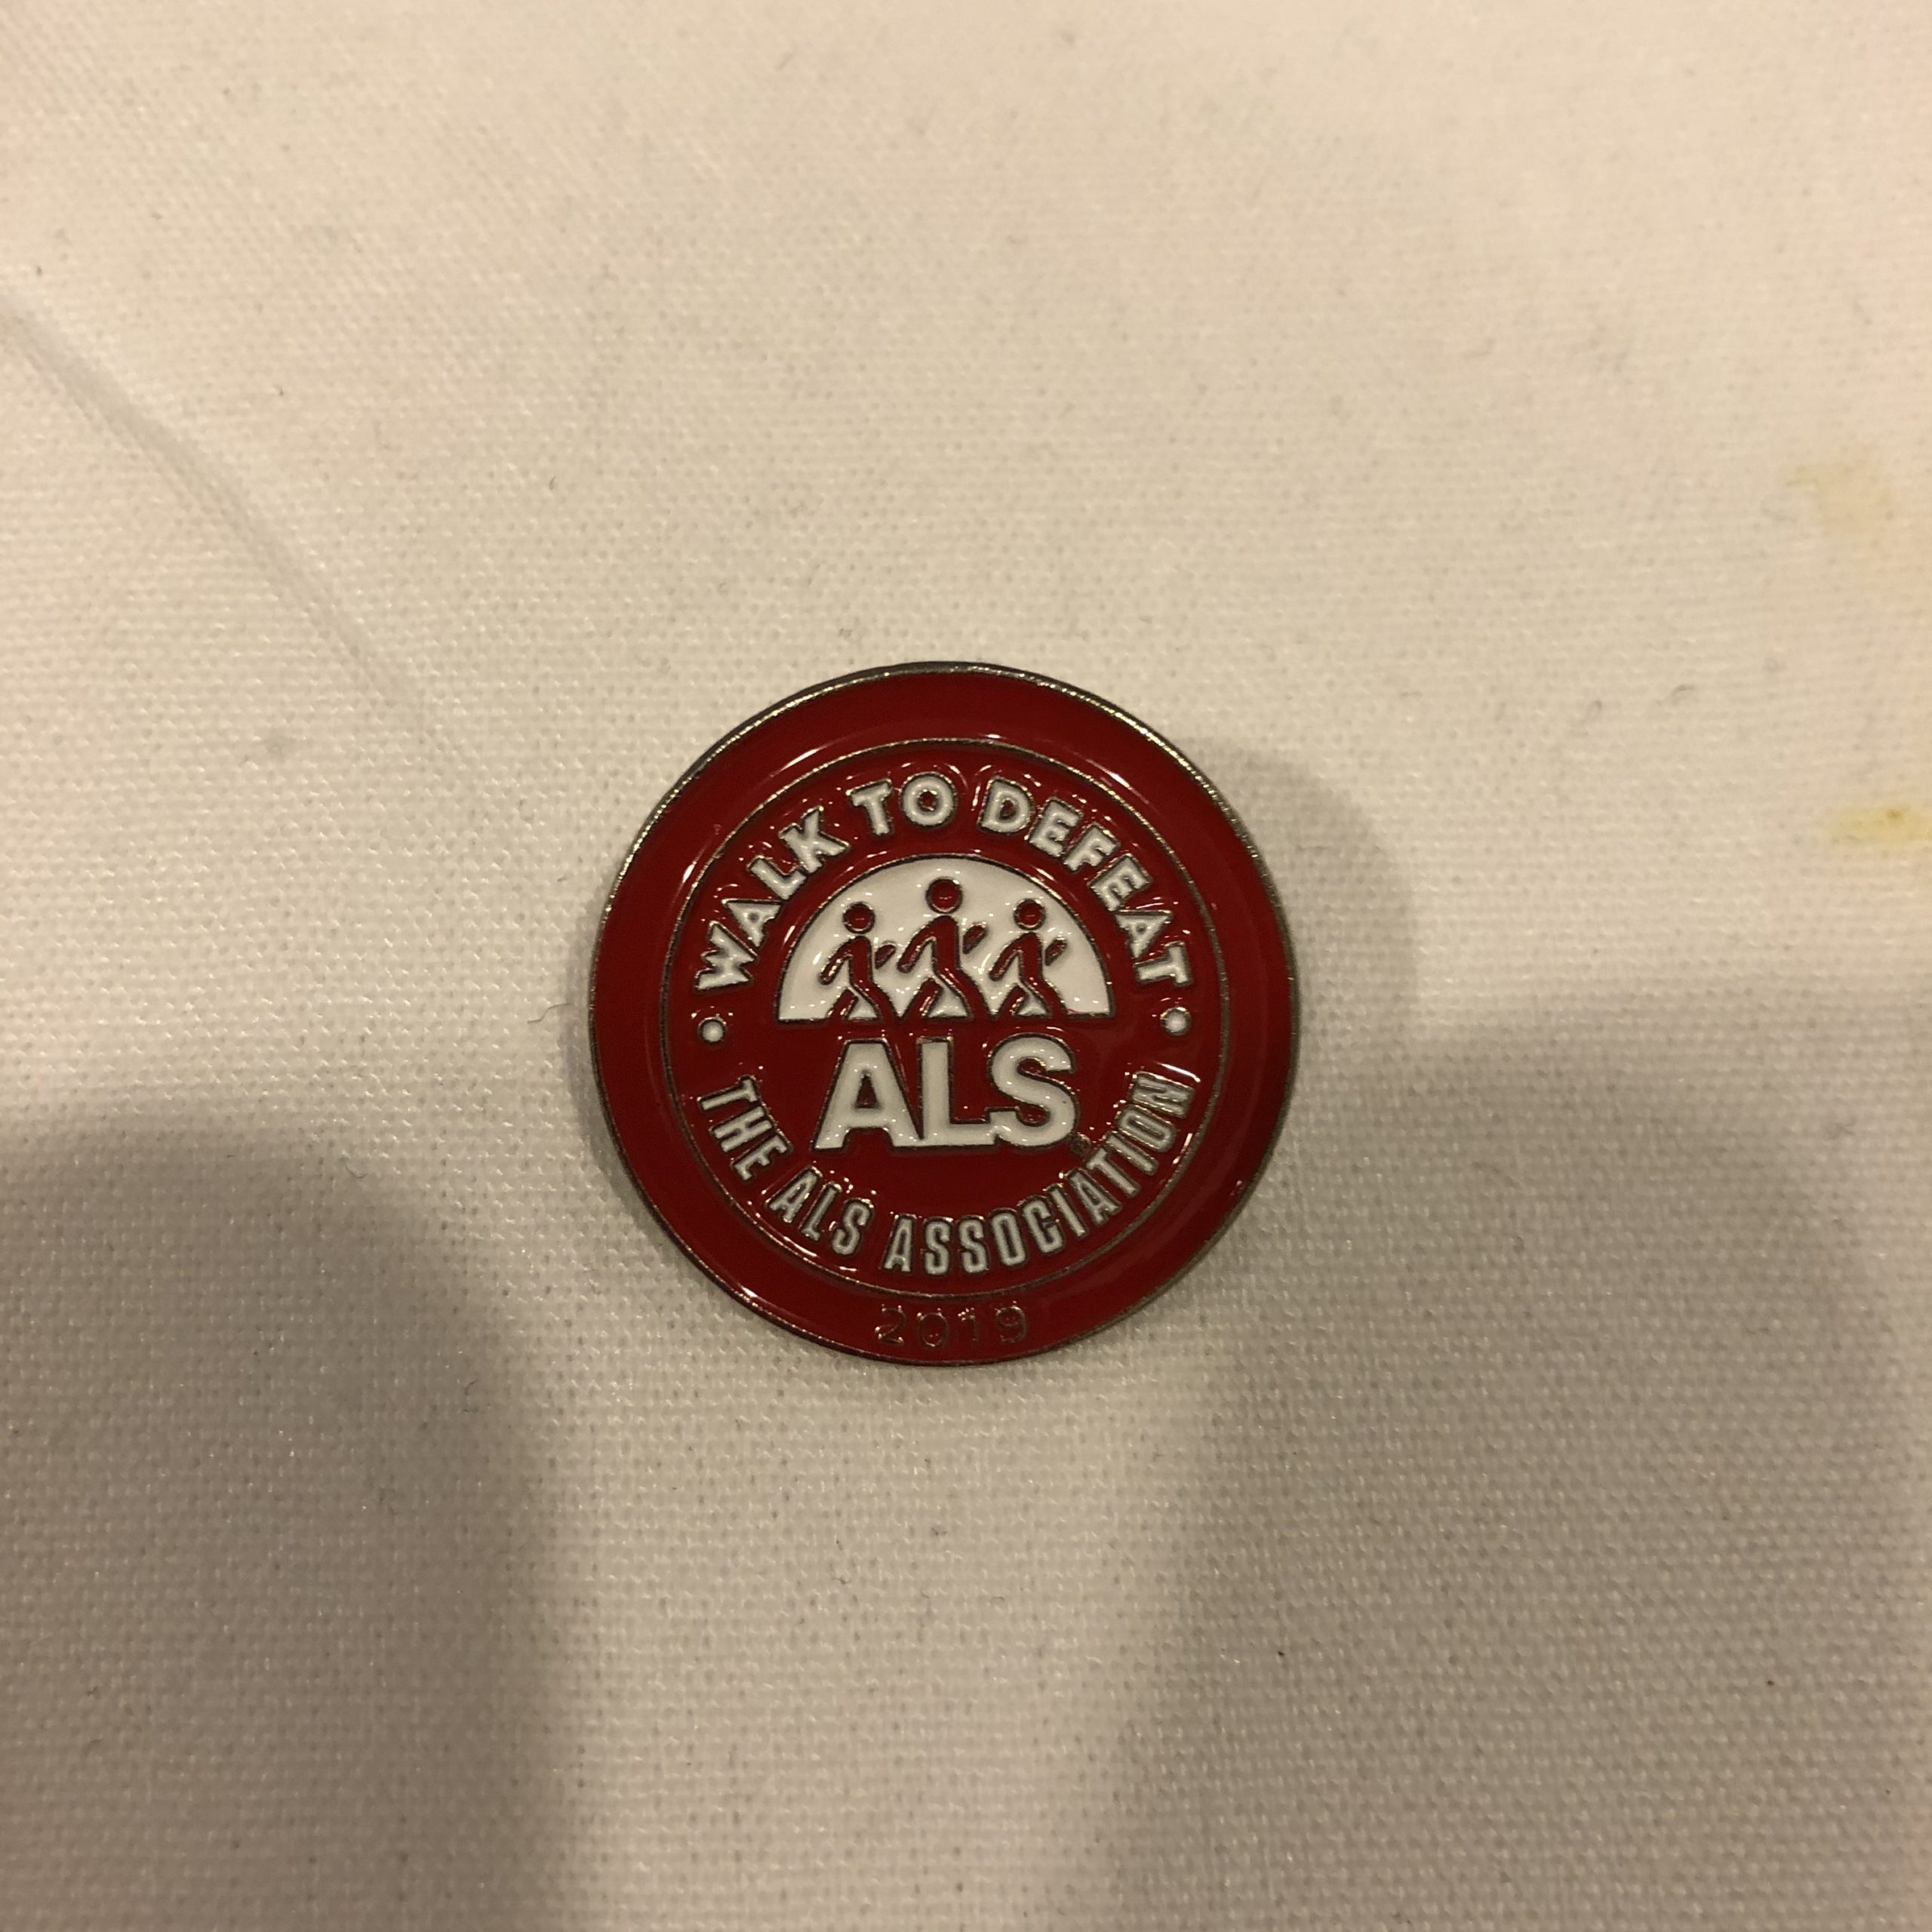 WALK TO DEFEAT
ALS
THE ALS ASSOCIATION
2019